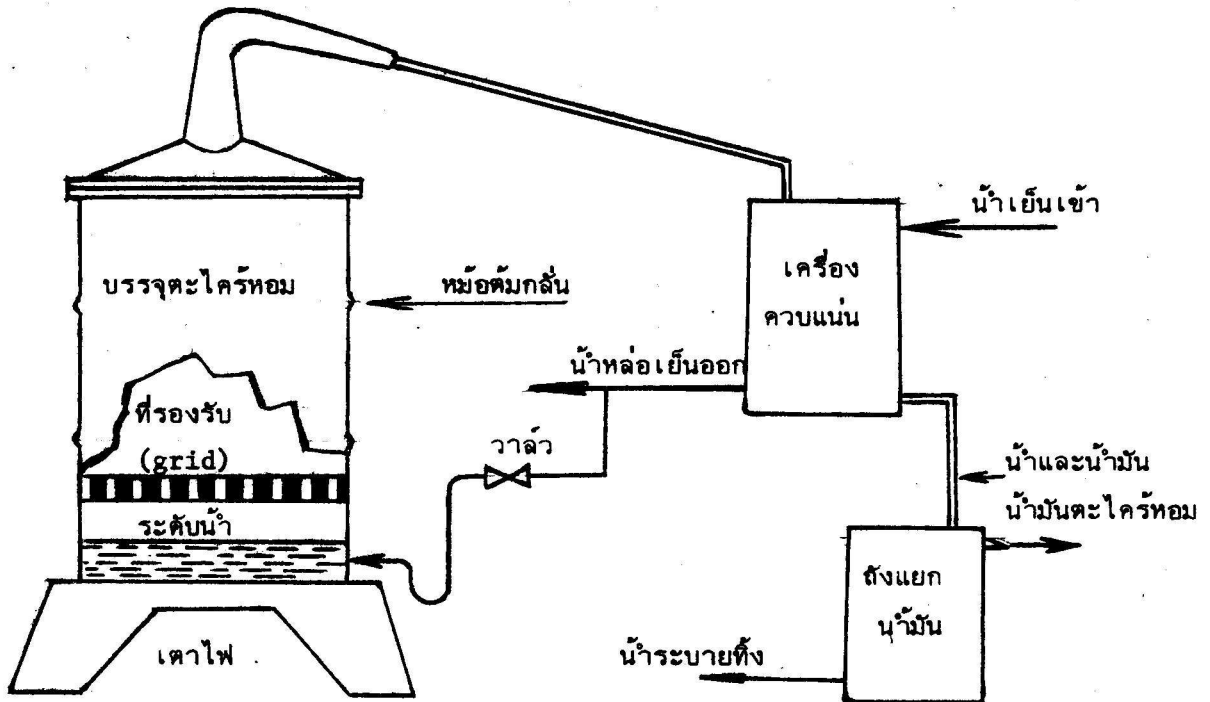 น้ำเย็นเข้า
บรรจุตะไคร้หอม
หม้อต้มกลั่น
เครื่อง
ควบแน่น
น้ำหล่อเย็นออก
ที่รองรับ
(grid)
วาล์ว
น้ำและน้ำมัน
น้ำมันตะไคร้หอม
ระดับน้ำ
ถังแยก
น้ำมัน
เตาไฟ
น้ำระบายทิ้ง